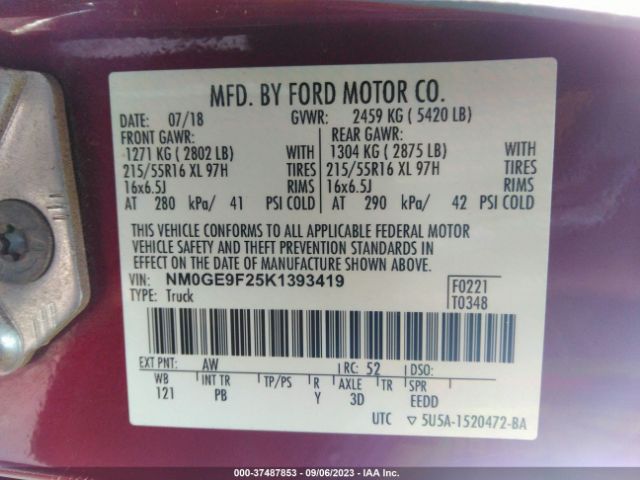 MFD. BY FORD MOTOR CO.
DATE: 07/18 GVWR: 2459 KG ( 5420 LB)
FRONT GAWR: REAR GAWR:
1271 KG ( 2802 LB) WITH 1304 KG ( 2875 LB) WITH
215/55R16 XL 97H TIRES 215/55R16 XL 97H TIRES
16x6.5J RIMS 16x6.5J RIMS
AT 280 kPa/ 41 PSI COLD AT 290 kPa/ 42 PSI COLD
THIS VEHICLE CONFORMS TO ALL APPLICABLE FEDERAL MOTOR
VEHICLE SAFETY AND THEFT PREVENTION STANDARDS IN
EFFECT ON THE DATE OF MANUFACTURE SHOWN ABOVE.
VIN: NM0GE9F25K1393419 F0221
TYPE: Truck T0348
EXT PNT: AW RC: 52 DSO:
WB INT TR TP/PS R AXLE TR SPR
121 PB Y 3D EEDD
UTC ▽ 5U5A-1520472-BA
000-37487853 - 09/06/2023 - IAA Inc.